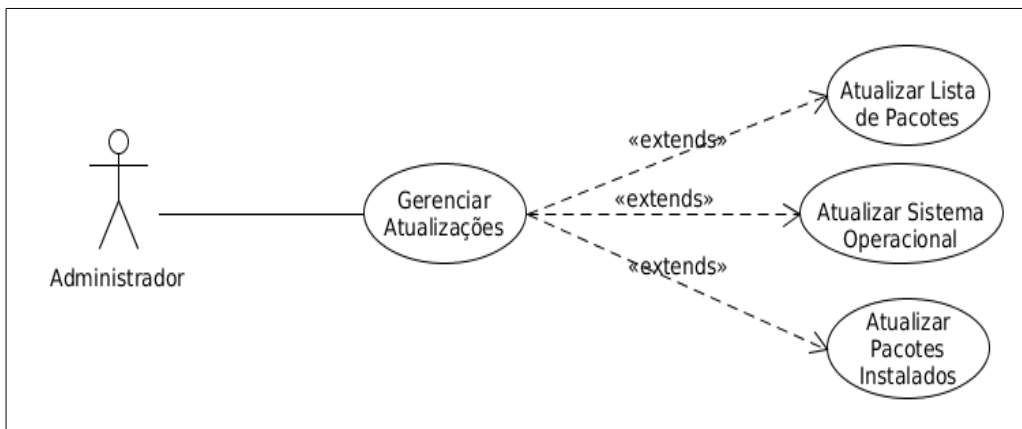 Administrador
Gerenciar
Atualizações
«extends»
«extends»
«extends»
Atualizar Lista
de Pacotes
Atualizar Sistema
Operacional
Atualizar
Pacotes
Instalados